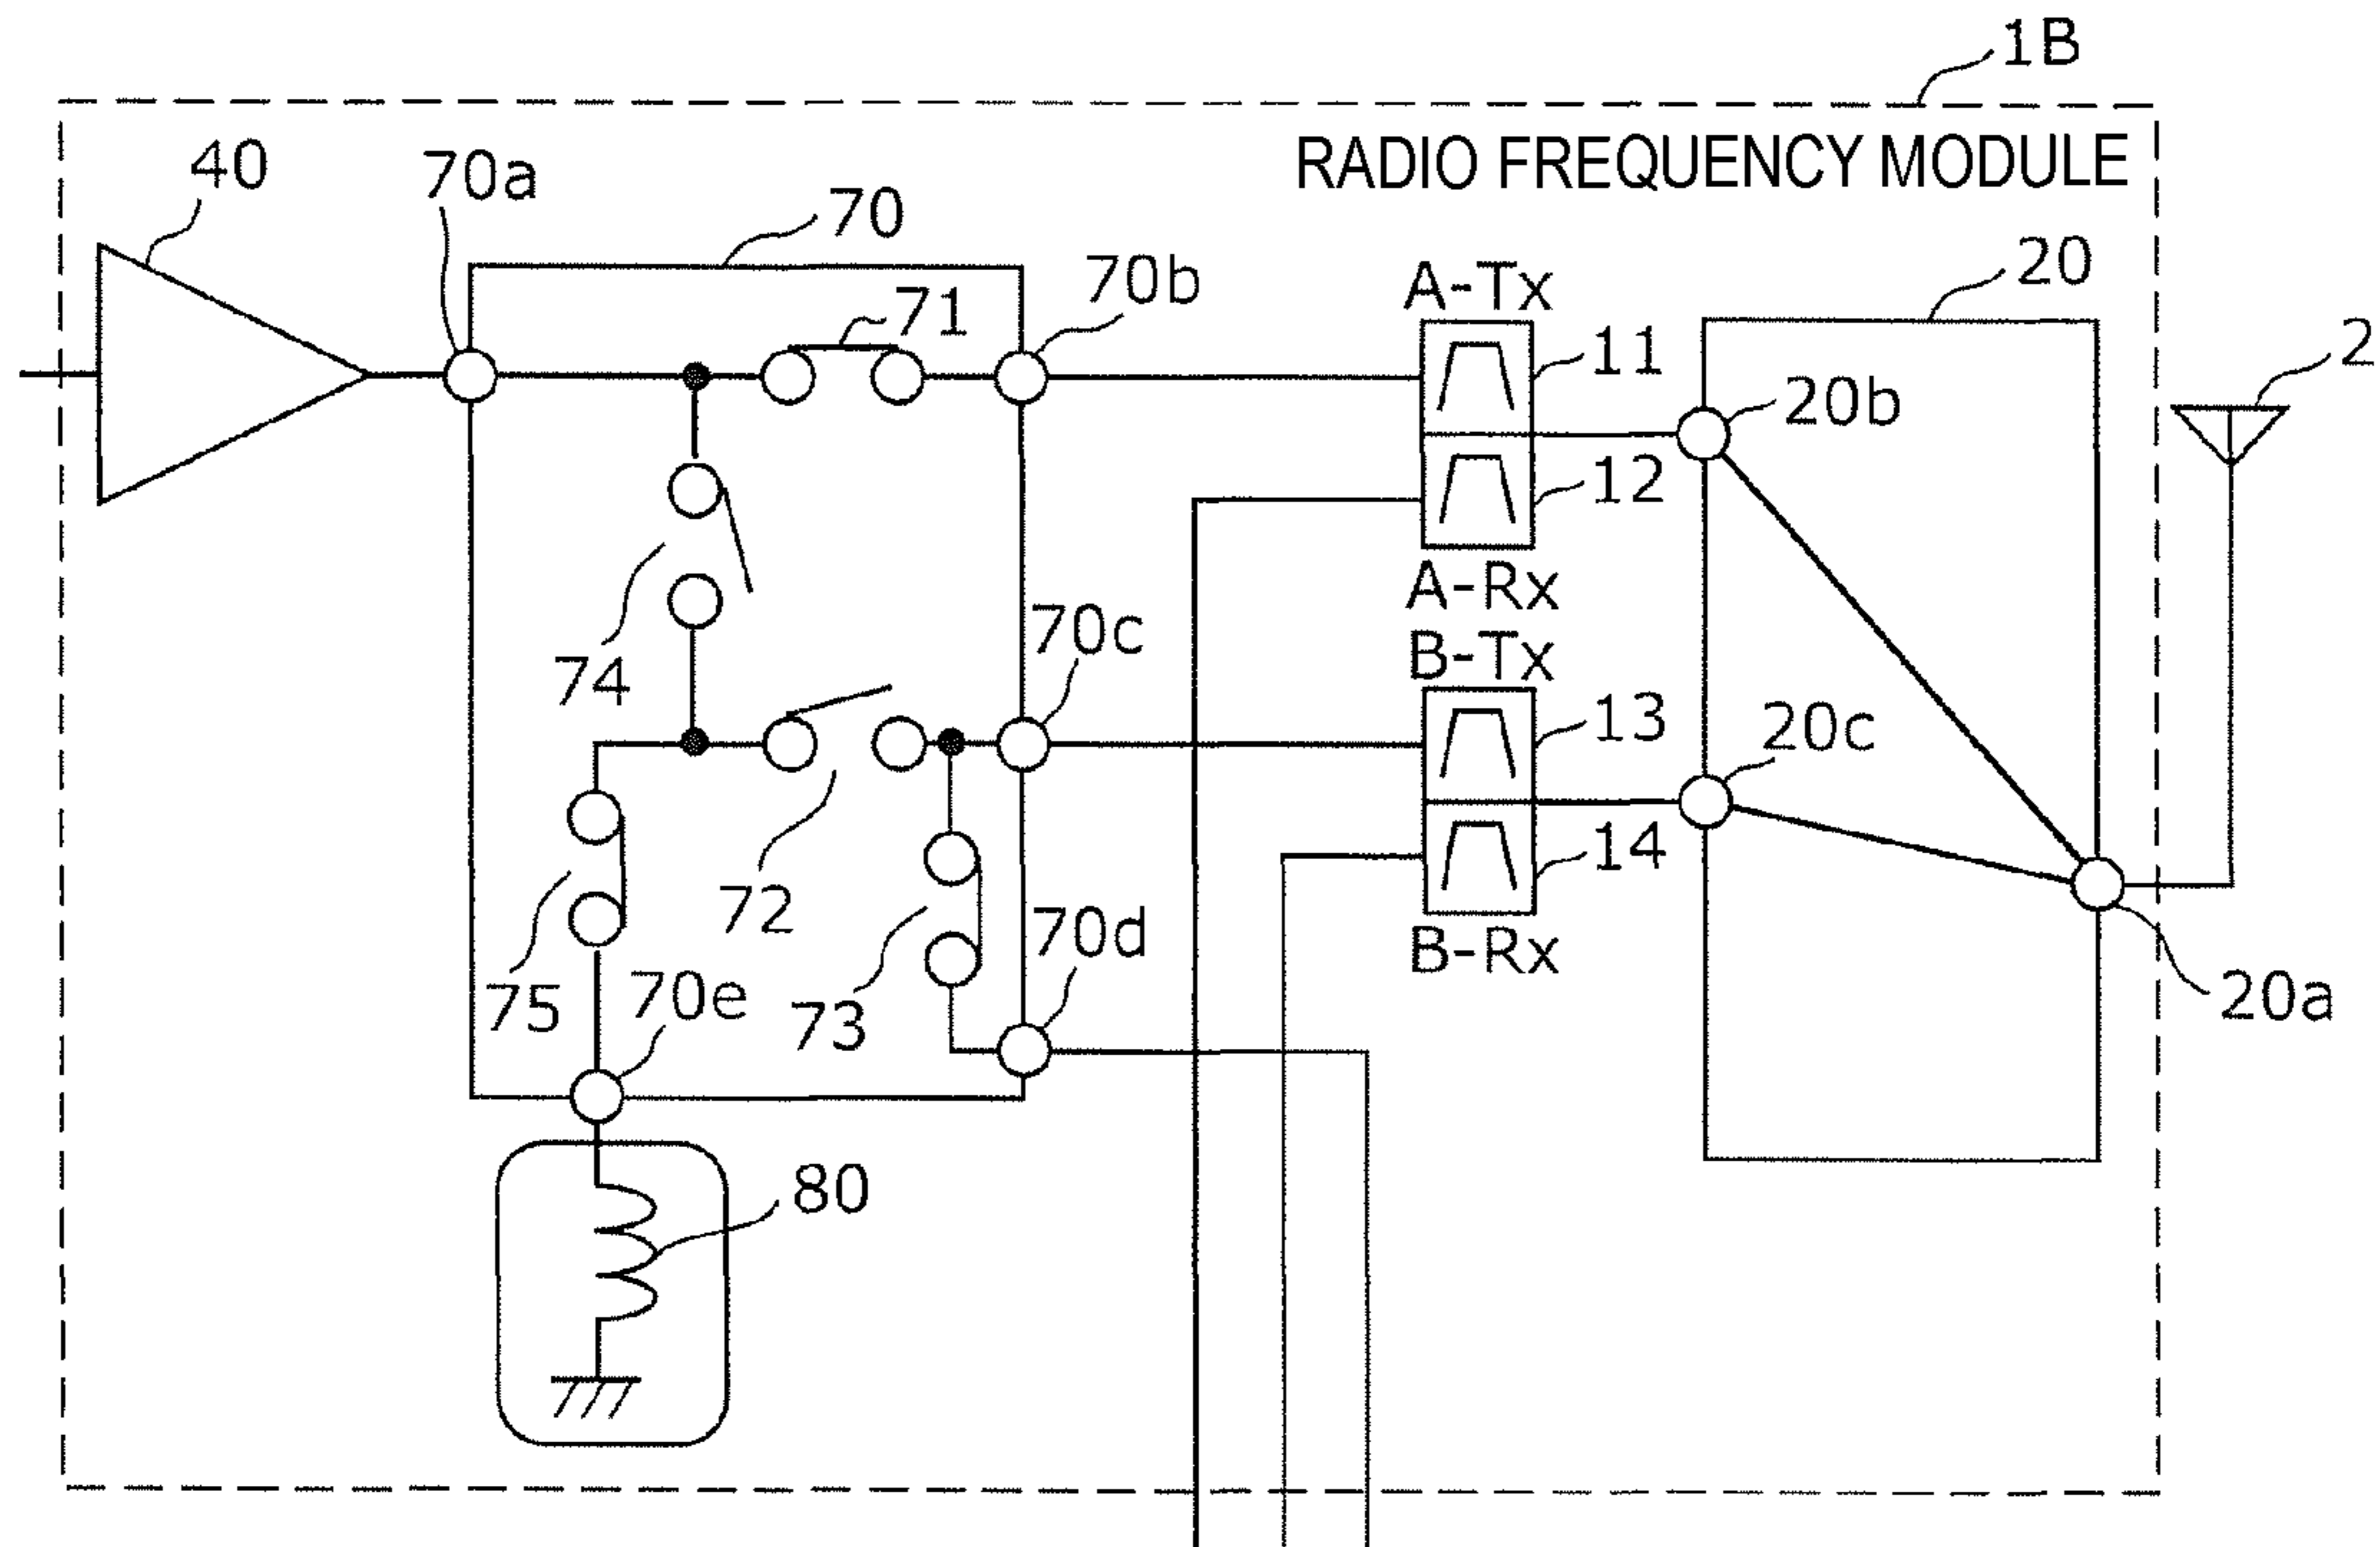 1B
RADIO FREQUENCY MODULE
40
70a
70
70b
71
A-Tx
11
20
2
20b
12
A-Rx
74
70c
B-Tx
13
20c
14
72
70d
B-Rx
75
70e
73
20a
80